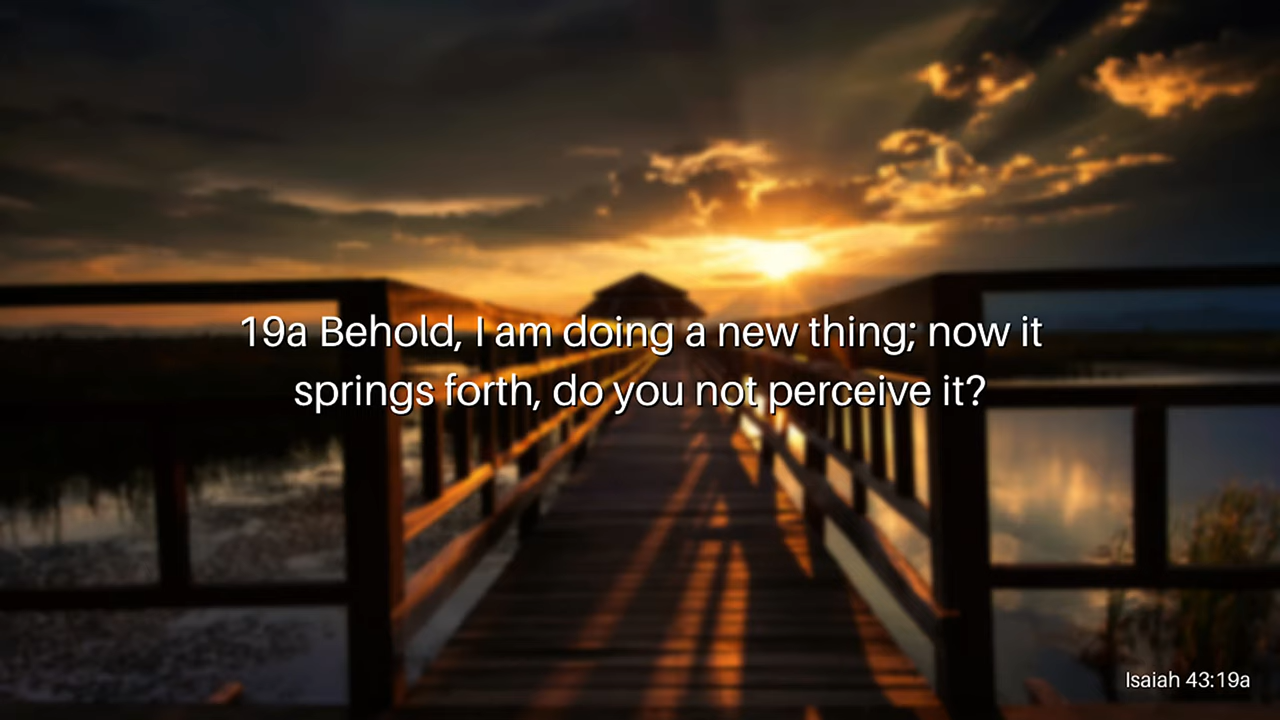 19a Behold, I am doing a new thing; now it
springs forth, do you not perceive it?
Isaiah 43:19a